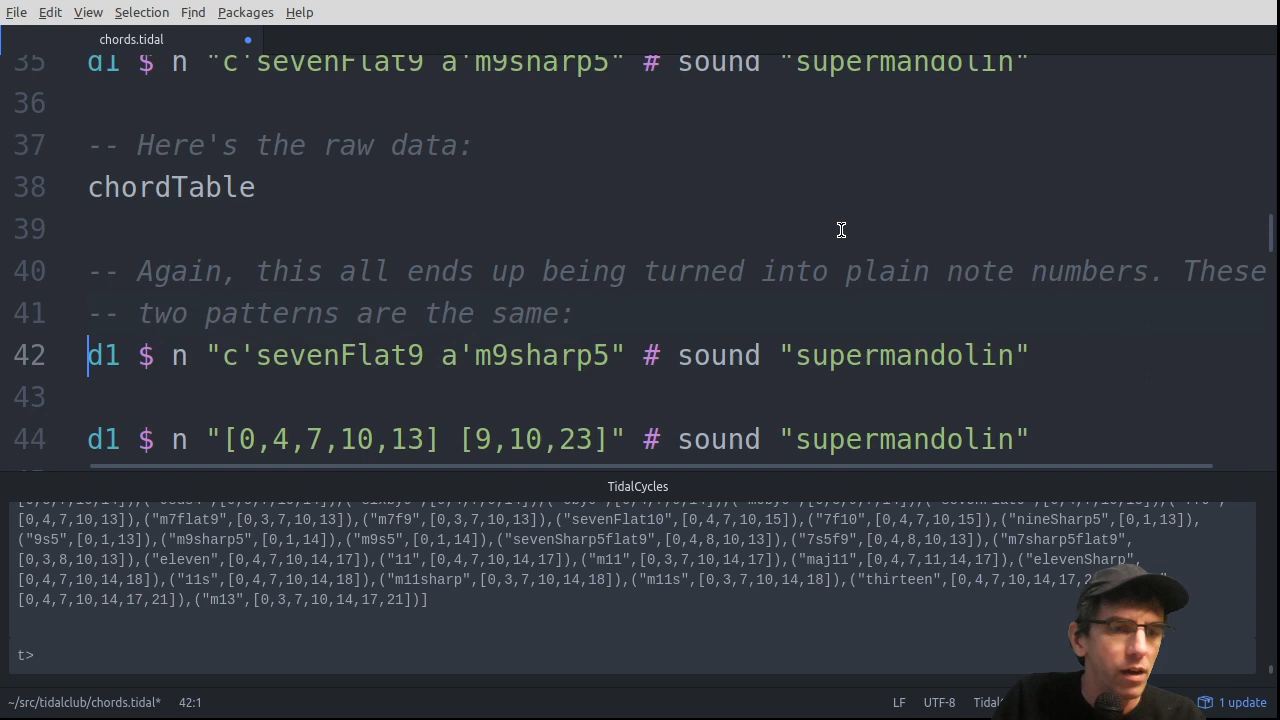 File Edit View Selection Find Packages Help
chords.tidal
35 d1 $ n "c'sevenFlat9 a'm9sharp5" # sound "supermandolin"
36
37 -- Here's the raw data:
38 chordTable
39
40 -- Again, this all ends up being turned into plain note numbers. These
41 -- two patterns are the same:
42 d1 $ n "c'sevenFlat9 a'm9sharp5" # sound "supermandolin"
43
44 d1 $ n "[0,4,7,10,13] [9,10,23]" # sound "supermandolin"
TidalCycles
[0,4,7,10,13]),("m7flat9",[0,3,7,10,13]),("m7f9",[0,3,7,10,13]),("sevenFlat10",[0,4,7,10,15]),("7f10",[0,4,7,10,15]),("nineSharp5",[0,1,13]),
("9s5",[0,1,13]),("m9sharp5",[0,1,14]),("m9s5",[0,1,14]),("sevenSharp5flat9",[0,4,8,10,13]),("7s5f9",[0,4,8,10,13]),("m7sharp5flat9",
[0,3,8,10,13]),("eleven",[0,4,7,10,14,17]),("11",[0,4,7,10,14,17]),("m11",[0,3,7,10,14,17]),("maj11",[0,4,7,11,14,17]),("elevenSharp",
[0,4,7,10,14,18]),("11s",[0,4,7,10,14,18]),("m11sharp",[0,3,7,10,14,18]),("m11s",[0,3,7,10,14,18]),("thirteen",[0,4,7,10,14,17,2
[0,4,7,10,14,17,21]),("m13",[0,3,7,10,14,17,21])]
t>
~/src/tidalclub/chords.tidal* 42:1 LF UTF-8 Tidal 1 update